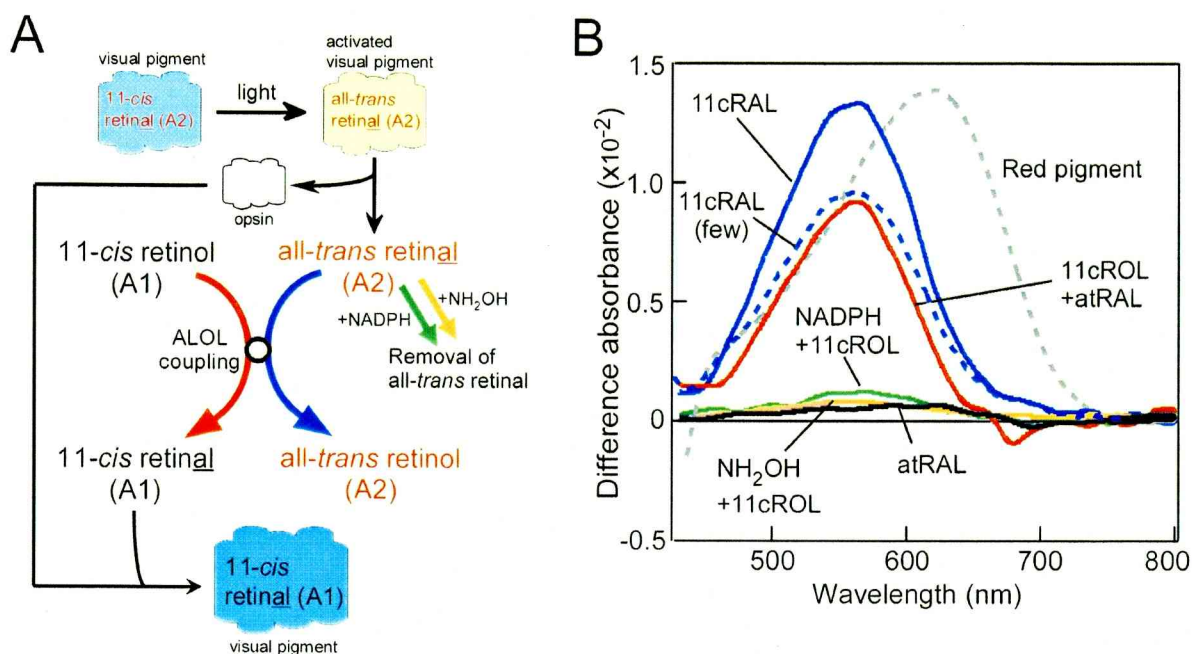 A
visual pigment
11-cis
retinal (A2)
light
activated
visual pigment
all-trans
retinal (A2)
opsin
11-cis retinol
(A1)
all-trans retinal
(A2)
+NH2OH
+NADPH
Removal of
all-trans retinal
ALOL
coupling
11-cis retinal
(A1)
all-trans retinol
(A2)
11-cis
retinal (A1)
visual pigment
B
Difference absorbance (x10-2)
1.5
1.0
0.5
0
-0.5
11cRAL
11cRAL
(few)
Red pigment
11cROL
+atRAL
NADPH
+11cROL
NH2OH
+11cROL
atRAL
500
600
700
800
Wavelength (nm)